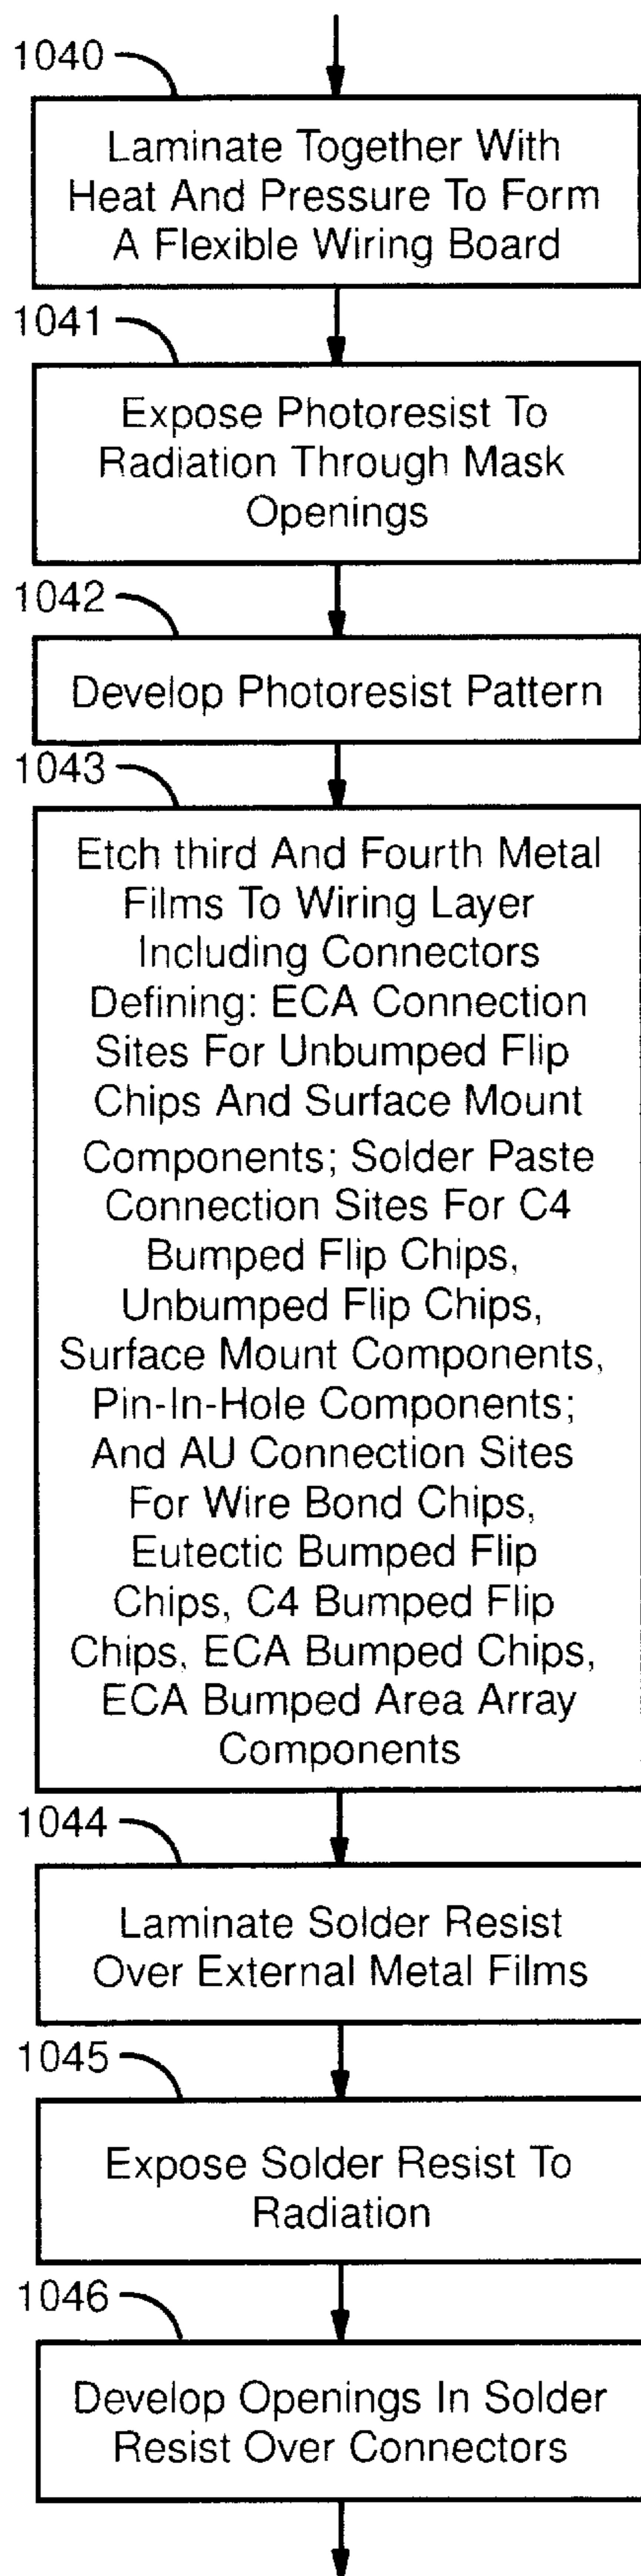 1040
Laminate Together With
Heat And Pressure To Form
A Flexible Wiring Board
1041
Expose Photoresist To
Radiation Through Mask
Openings
1042
Develop Photoresist Pattern
1043
Etch third And Fourth Metal
Films To Wiring Layer
Including Connectors
Defining: ECA Connection
Sites For Unbumped Flip
Chips And Surface Mount
Components; Solder Paste
Connection Sites For C4
Bumped Flip Chips,
Unbumped Flip Chips,
Surface Mount Components,
Pin-In-Hole Components;
And AU Connection Sites
For Wire Bond Chips,
Eutectic Bumped Flip
Chips, C4 Bumped Flip
Chips, ECA Bumped Chips,
ECA Bumped Area Array
Components
1044
Laminate Solder Resist
Over External Metal Films
1045
Expose Solder Resist To
Radiation
1046
Develop Openings In Solder
Resist Over Connectors